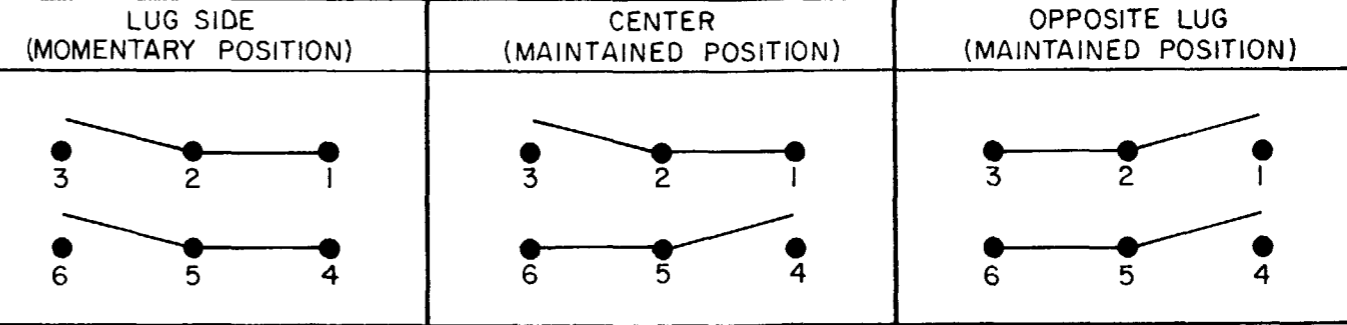 LUG SIDE
(MOMENTARY POSITION)
CENTER
(MAINTAINED POSITION)
OPPOSITE LUG
(MAINTAINED POSITION)
3 2 1
6 5 4
3 2 1
6 5 4
3 2 1
6 5 4